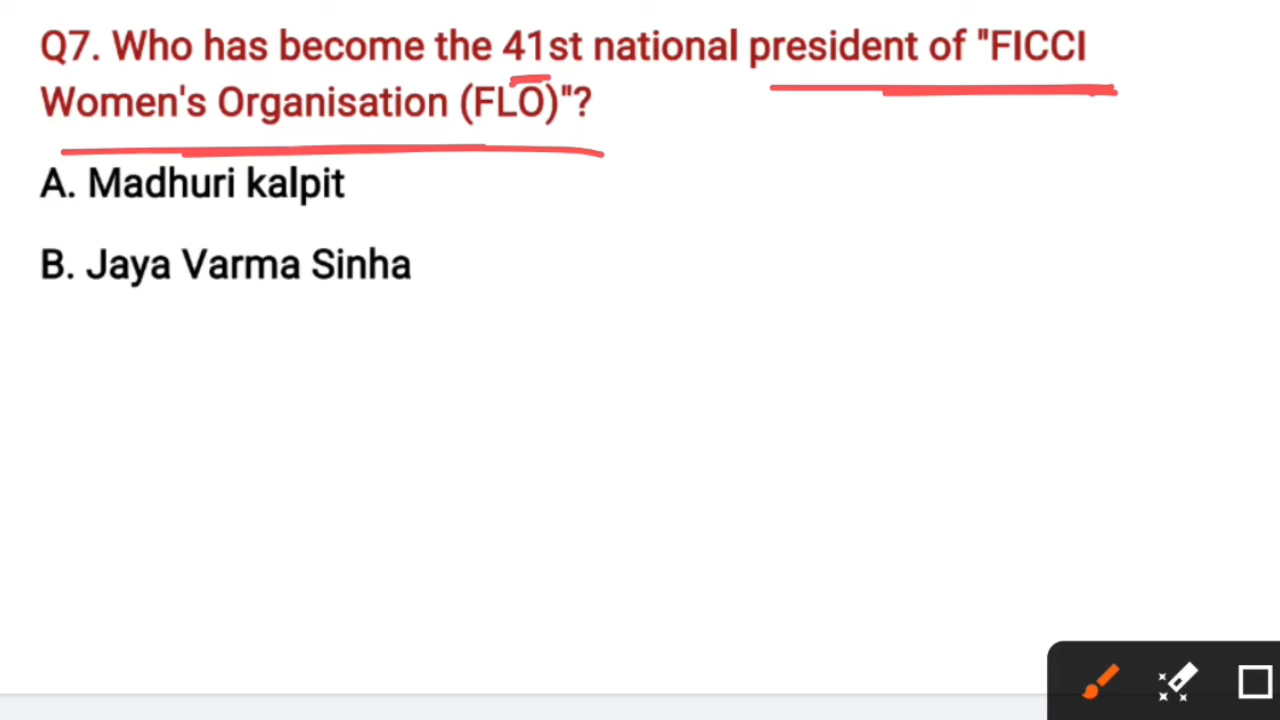 Q7. Who has become the 41st national president of "FICCI
Women's Organisation (FLO)"?
A. Madhuri kalpit
B. Jaya Varma Sinha